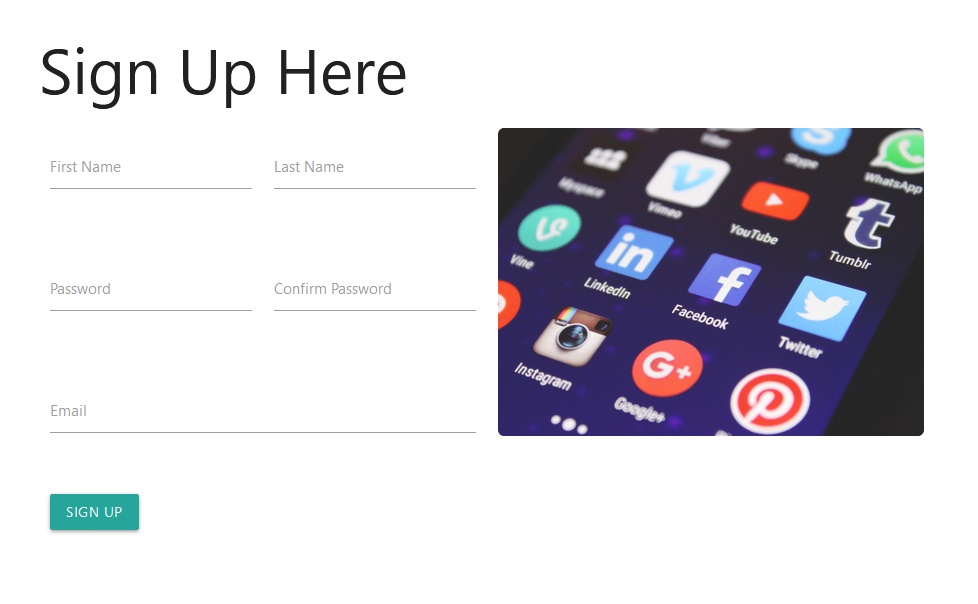 Sign Up Here
First Name
Last Name
Password
Confirm Password
Email
SIGN UP
Viber
Skype
WhatsApp
Myspace
Vimeo
YouTube
Tumblr
Vine
LinkedIn
Facebook
Twitter
Instagram
Google+